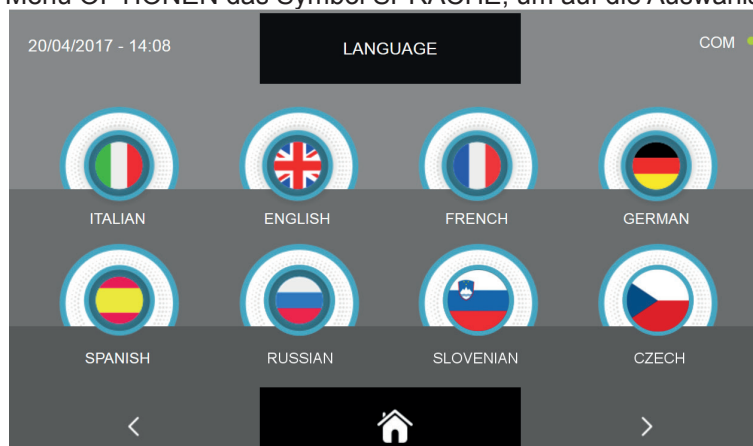 Menü OPTIONEN das Symbol SPRACHE, um auf die
20/04/2017 - 14:08
LANGUAGE
COM
ITALIAN
ENGLISH
FRENCH
GERMAN
SPANISH
RUSSIAN
SLOVENIAN
CZECH